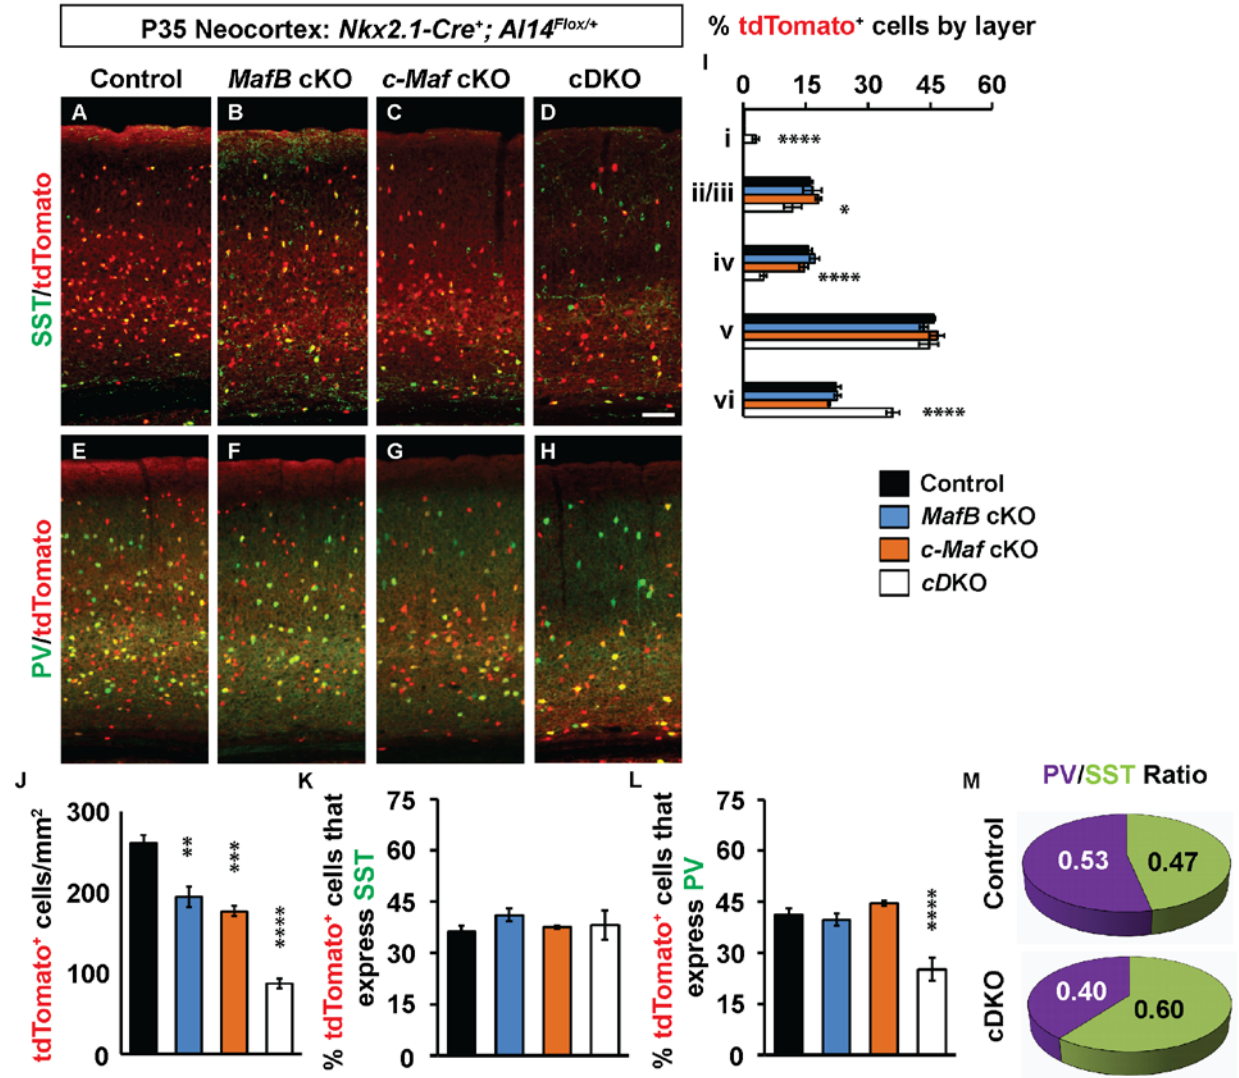 P35 Neocortex: Nkx2.1-Cre⁺; AI14^Flox/+
Control
MafB cKO
c-Maf cKO
cDKO
SST/tdTomato
A
B
C
D
PV/tdTomato
E
F
G
H
% tdTomato⁺ cells by layer
I
0 15 30 45 60
i
****
ii/iii
*
iv
****
v
vi
****
Control
MafB cKO
c-Maf cKO
cDKO
J
tdTomato⁺ cells/mm²
300
200
100
0
**
***
****
K
% tdTomato⁺ cells that
express SST
75
60
45
30
15
0
L
% tdTomato⁺ cells that
express PV
75
60
45
30
15
0
****
M
PV/SST Ratio
Control
0.53
0.47
cDKO
0.40
0.60